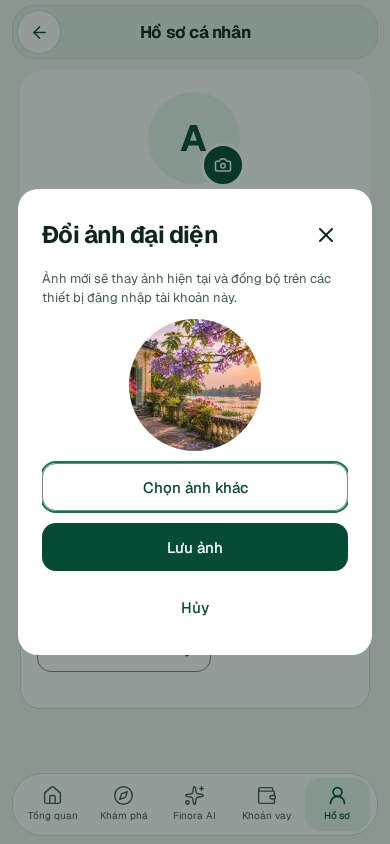 Hồ sơ cá nhân
A
Đổi ảnh đại diện
Ảnh mới sẽ thay ảnh hiện tại và đồng bộ trên các
thiết bị đăng nhập tài khoản này.
Chọn ảnh khác
Lưu ảnh
Hủy
Tổng quan
Khám phá
Finora AI
Khoản vay
Hồ sơ